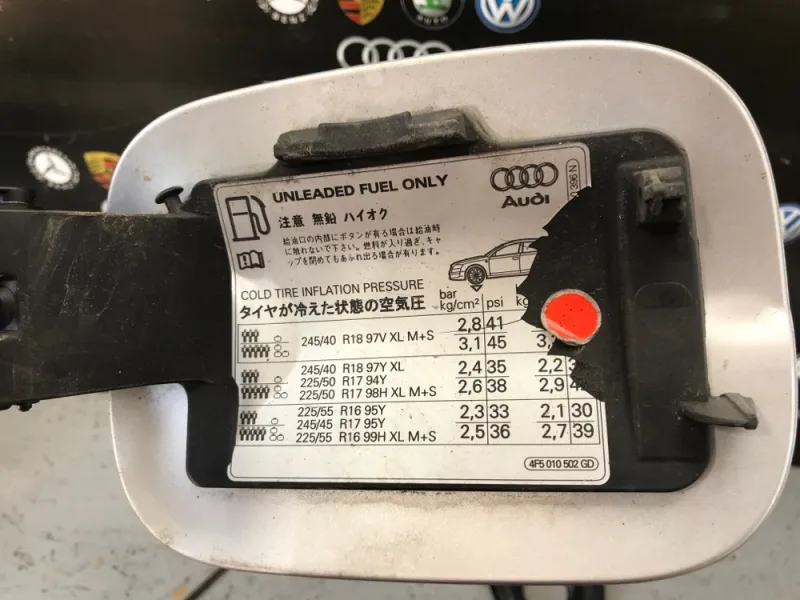 UNLEADED FUEL ONLY
Audi
注意 無鉛 ハイオク
給油口の内部にボタンが有る場合は給油時
に触れないで下さい。燃料が入り過ぎ、キャ
ップを閉めてもあふれ出る場合が有ります。
396 N
COLD TIRE INFLATION PRESSURE
タイヤが冷えた状態の空気圧
bar
kg/cm² psi
245/40 R18 97V XL M+S
2,8 41
3,1 45 3,
245/40 R18 97Y XL 2,4 35 2,2
225/50 R17 94Y
225/50 R17 98H XL M+S 2,6 38 2,9
225/55 R16 95Y 2,3 33 2,1 30
245/45 R17 95Y
225/55 R16 99H XL M+S 2,5 36 2,7 39
4F5 010 502 GD